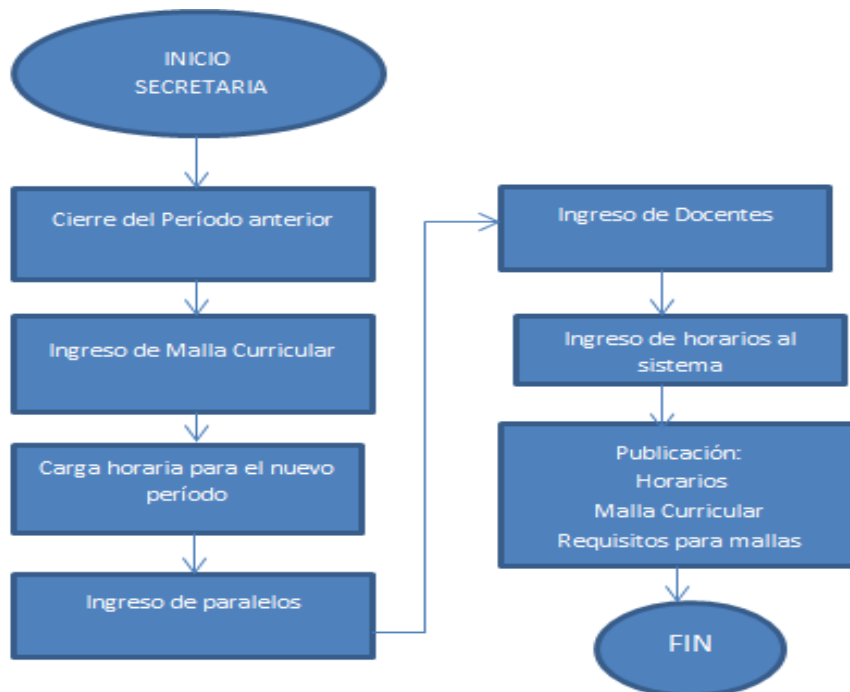 INICIO
SECRETARIA
Cierre del Período anterior
Ingreso de Malla Curricular
Carga horaria para el nuevo
período
Ingreso de paralelos
Ingreso de Docentes
Ingreso de horarios al
sistema
Publicación:
Horarios
Malla Curricular
Requisitos para mallas
FIN